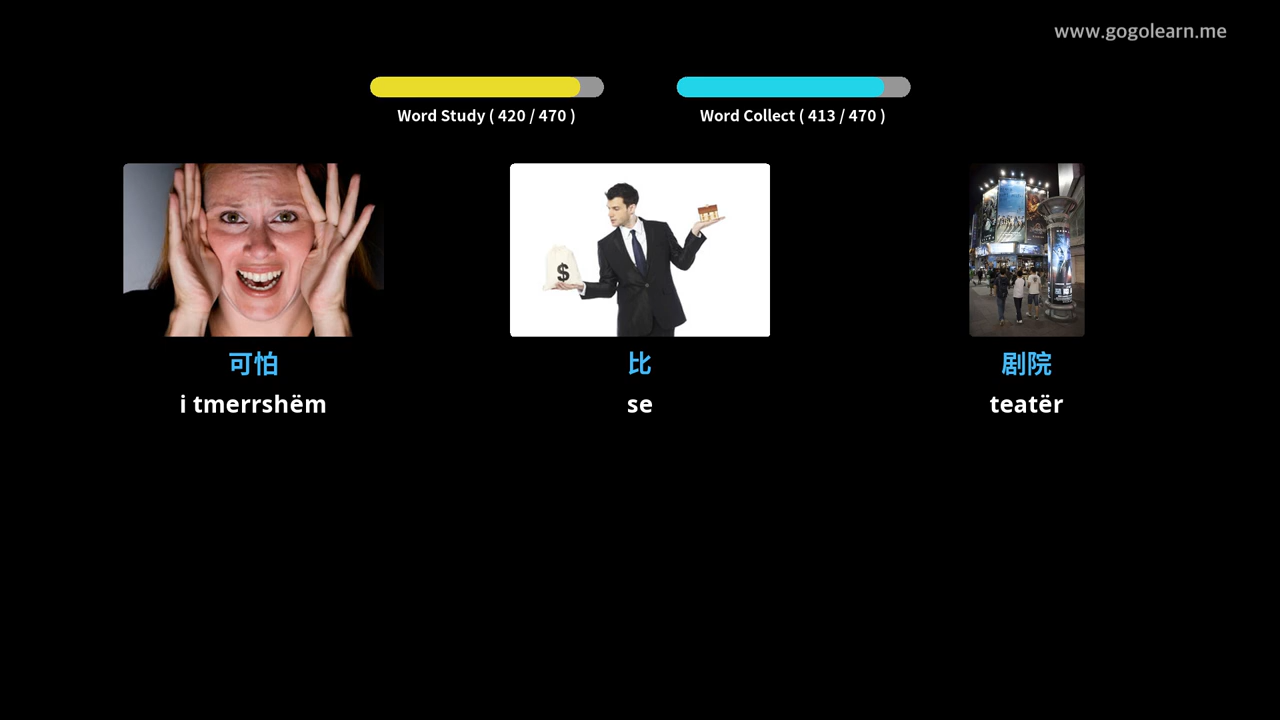 www.gogolearn.me
Word Study ( 420 / 470 )
Word Collect ( 413 / 470 )
可怕
比
剧院
i tmerrshëm
se
teatër
$